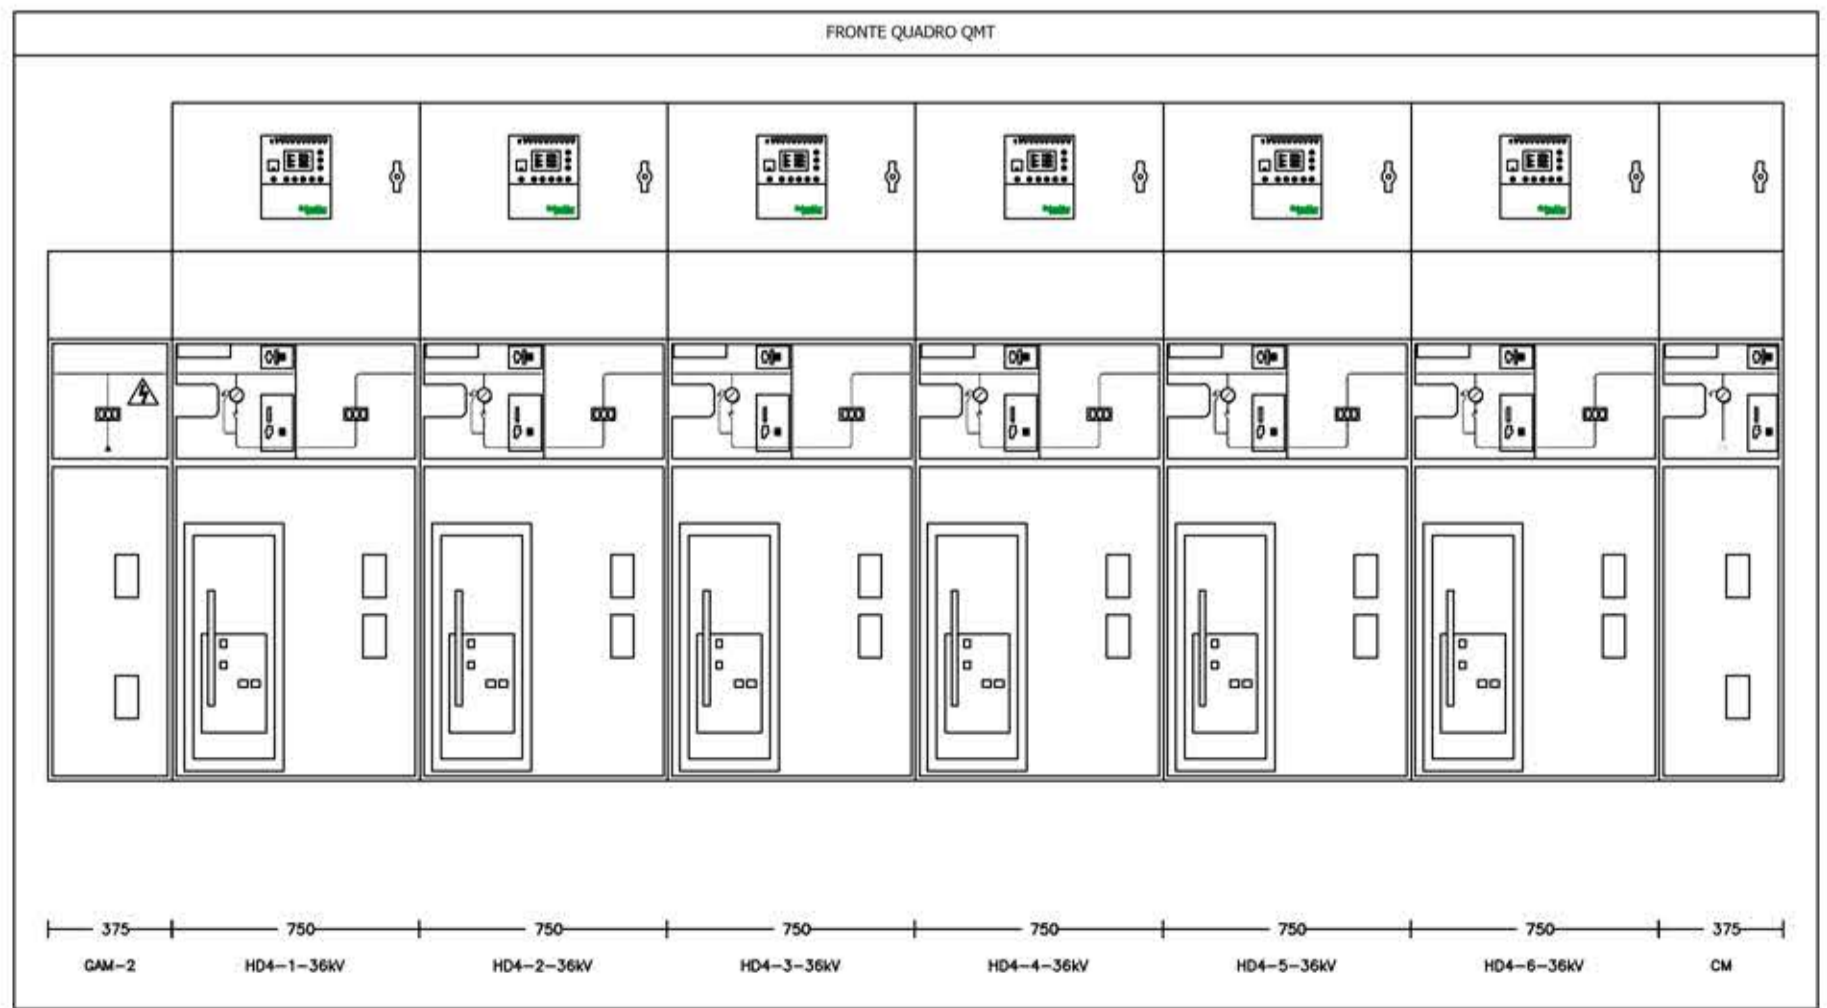 FRONTE QUADRO QMT
375 750 750 750 750 750 750 375
GAM-2 HD4-1-36kV HD4-2-36kV HD4-3-36kV HD4-4-36kV HD4-5-36kV HD4-6-36kV CM